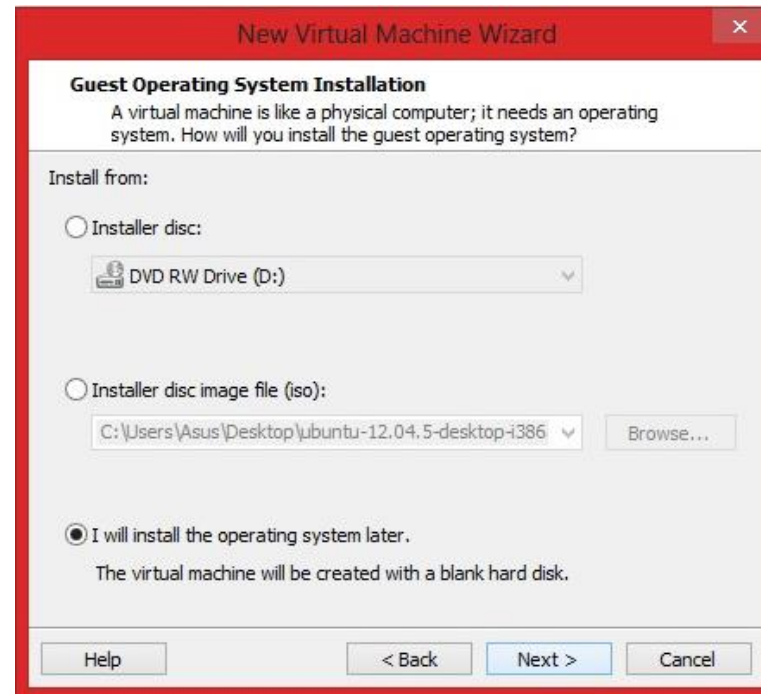 New Virtual Machine Wizard
Guest Operating System Installation
A virtual machine is like a physical computer; it needs an operating
system. How will you install the guest operating system?
Install from:
Installer disc:
DVD RW Drive (D:)
Installer disc image file (iso):
C:\Users\Asus\Desktop\ubuntu-12.04.5-desktop-i386
Browse...
I will install the operating system later.
The virtual machine will be created with a blank hard disk.
Help
< Back
Next >
Cancel